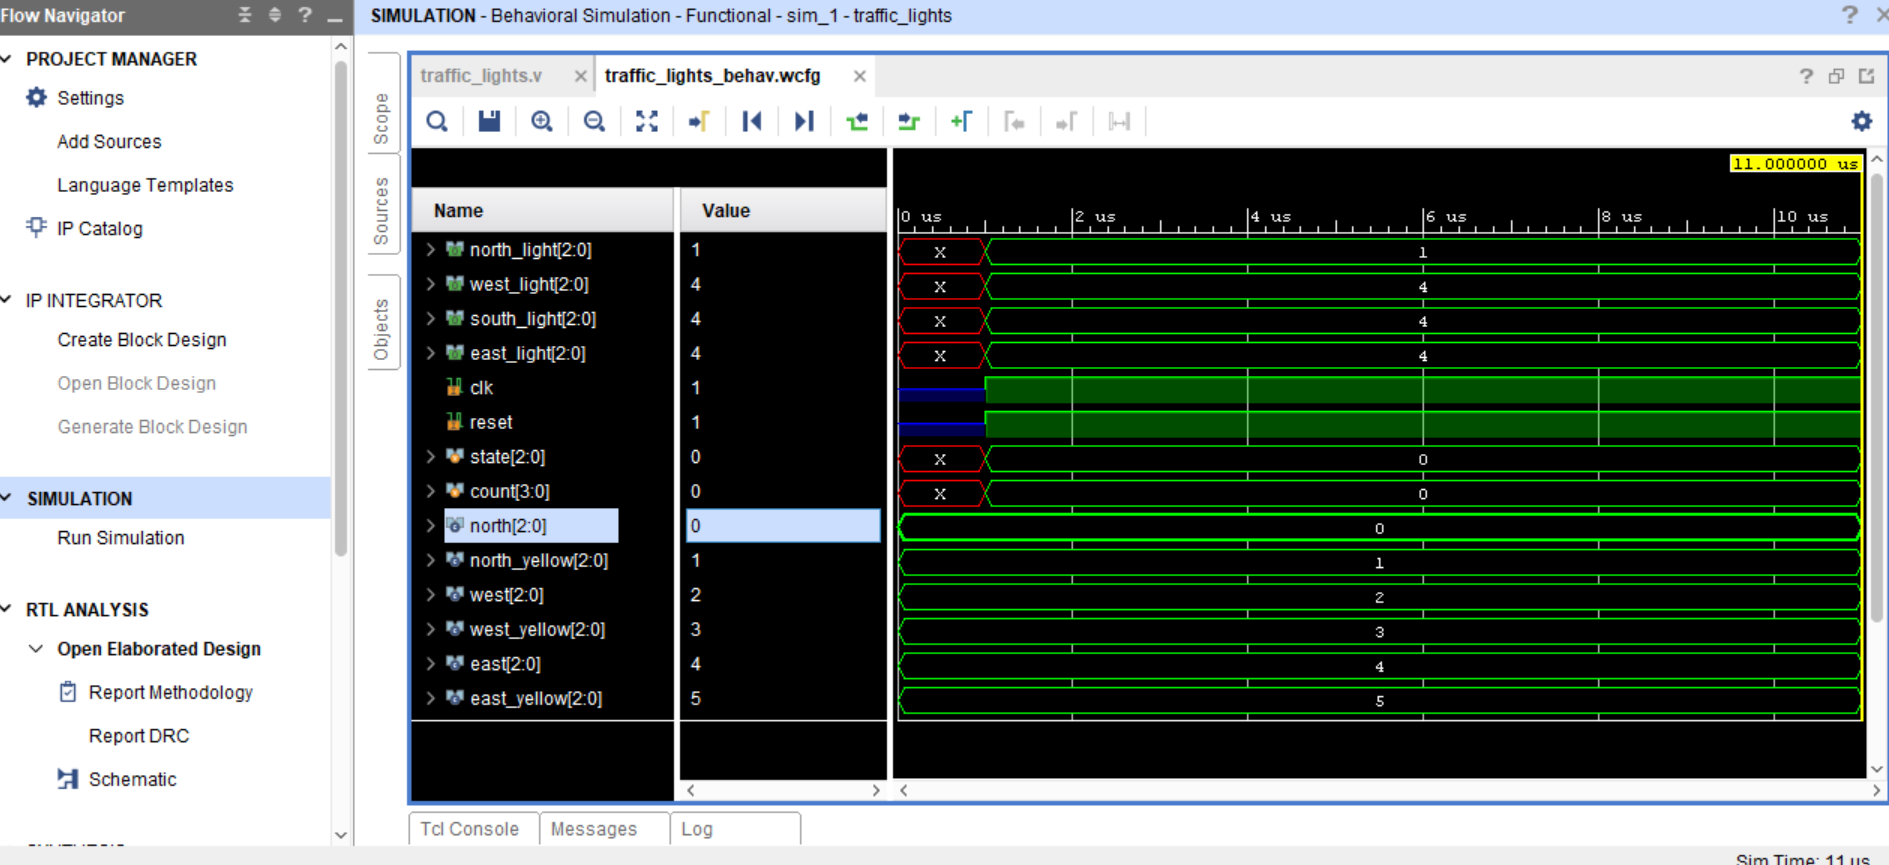 Flow Navigator
?
PROJECT MANAGER
Settings
Add Sources
Language Templates
IP Catalog
IP INTEGRATOR
Create Block Design
Open Block Design
Generate Block Design
SIMULATION
Run Simulation
RTL ANALYSIS
Open Elaborated Design
Report Methodology
Report DRC
Schematic
SIMULATION - Behavioral Simulation - Functional - sim_1 - traffic_lights
?
Scope
Sources
Objects
traffic_lights.v
traffic_lights_behav.wcfg
?
11.000000 us
Name Value
0 us 2 us 4 us 6 us 8 us 10 us
north_light[2:0] 1 X 1
west_light[2:0] 4 X 4
south_light[2:0] 4 X 4
east_light[2:0] 4 X 4
clk 1
reset 1
state[2:0] 0 X 0
count[3:0] 0 X 0
north[2:0] 0 0
north_yellow[2:0] 1 1
west[2:0] 2 2
west_yellow[2:0] 3 3
east[2:0] 4 4
east_yellow[2:0] 5 5
Tcl Console
Messages
Log
Sim Time: 11 us